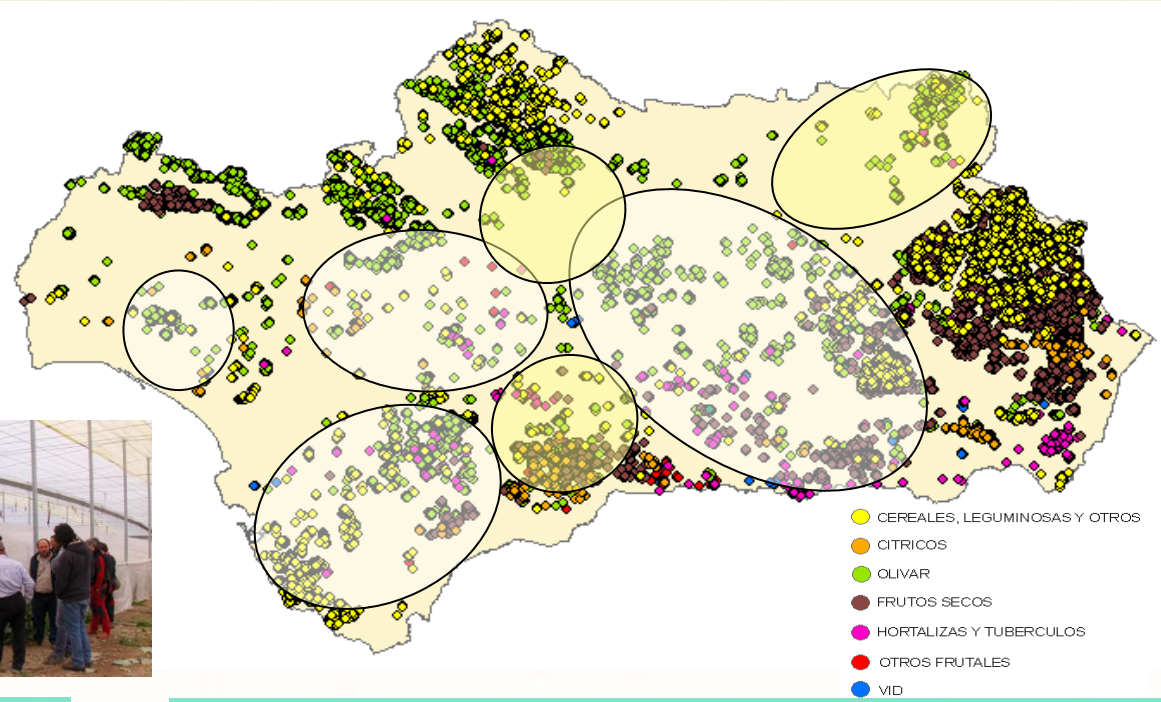 CEREALES, LEGUMINOSAS Y OTROS
CITRICOS
OLIVAR
FRUTOS SECOS
HORTALIZAS Y TUBERCULOS
OTROS FRUTALES
VID